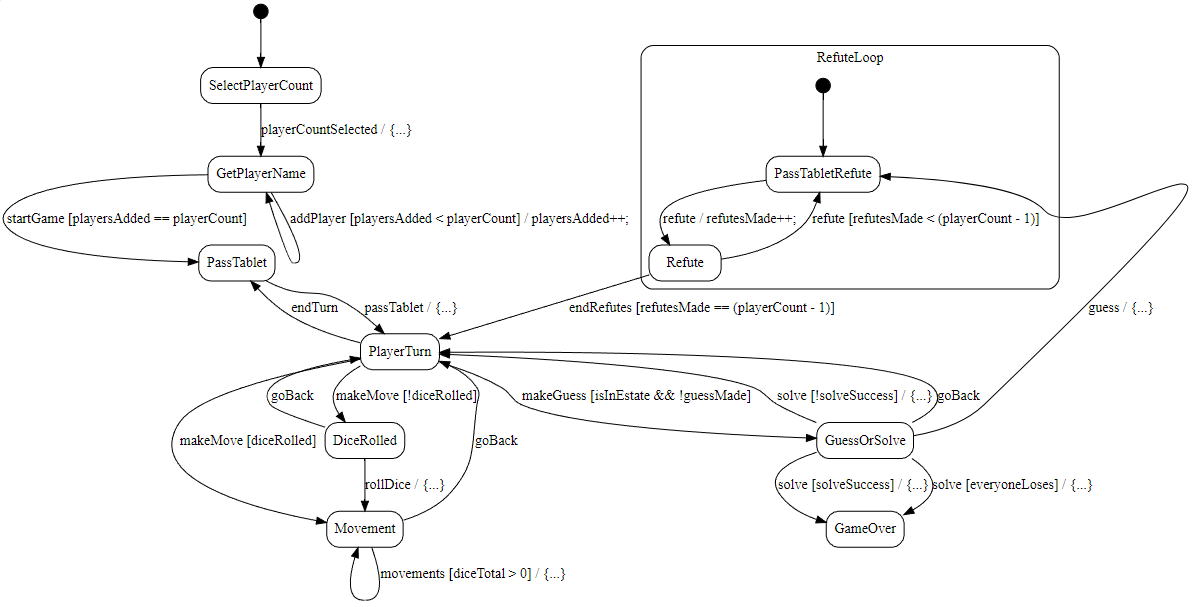 RefuteLoop
SelectPlayerCount
playerCountSelected / {...}
GetPlayerName
PassTabletRefute
startGame [playersAdded == playerCount]
addPlayer [playersAdded < playerCount] / playersAdded++;
refute / refutesMade++;
refute [refutesMade < (playerCount - 1)]
PassTablet
Refute
endTurn
passTablet / {...}
endRefutes [refutesMade == (playerCount - 1)]
guess / {...}
PlayerTurn
goBack
makeMove [!diceRolled]
makeGuess [isInEstate && !guessMade]
solve [!solveSuccess] / {...}
goBack
makeMove [diceRolled]
DiceRolled
goBack
GuessOrSolve
rollDice / {...}
solve [solveSuccess] / {...}
solve [everyoneLoses] / {...}
Movement
GameOver
movements [diceTotal > 0] / {...}